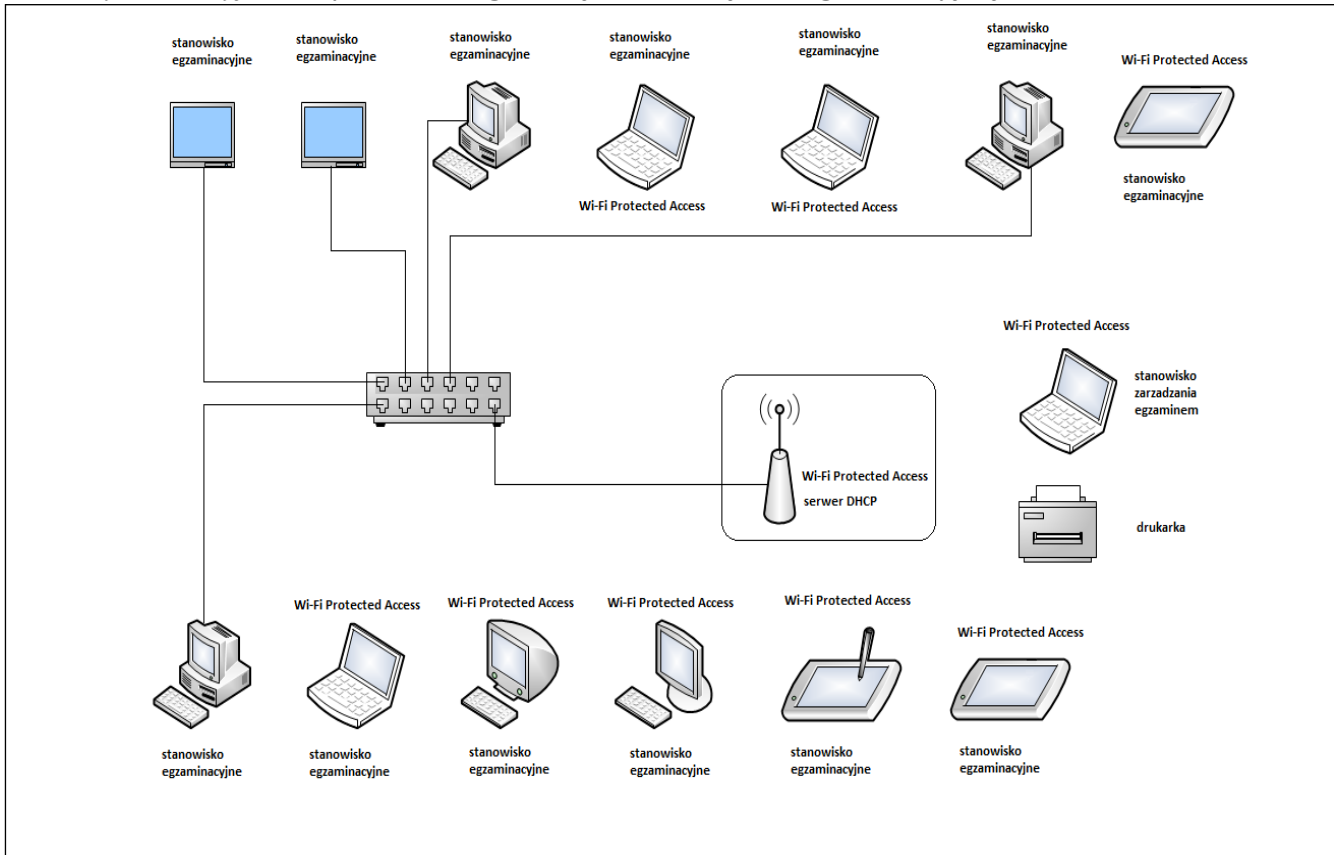 stanowisko
egzaminacyjne
stanowisko
egzaminacyjne
stanowisko
egzaminacyjne
stanowisko
egzaminacyjne
stanowisko
egzaminacyjne
stanowisko
egzaminacyjne
Wi-Fi Protected Access
Wi-Fi Protected Access
Wi-Fi Protected Access
stanowisko
egzaminacyjne
Wi-Fi Protected Access
stanowisko
zarzadzania
egzaminem
Wi-Fi Protected Access
serwer DHCP
drukarka
Wi-Fi Protected Access
Wi-Fi Protected Access
Wi-Fi Protected Access
Wi-Fi Protected Access
Wi-Fi Protected Access
stanowisko
egzaminacyjne
stanowisko
egzaminacyjne
stanowisko
egzaminacyjne
stanowisko
egzaminacyjne
stanowisko
egzaminacyjne
stanowisko
egzaminacyjne